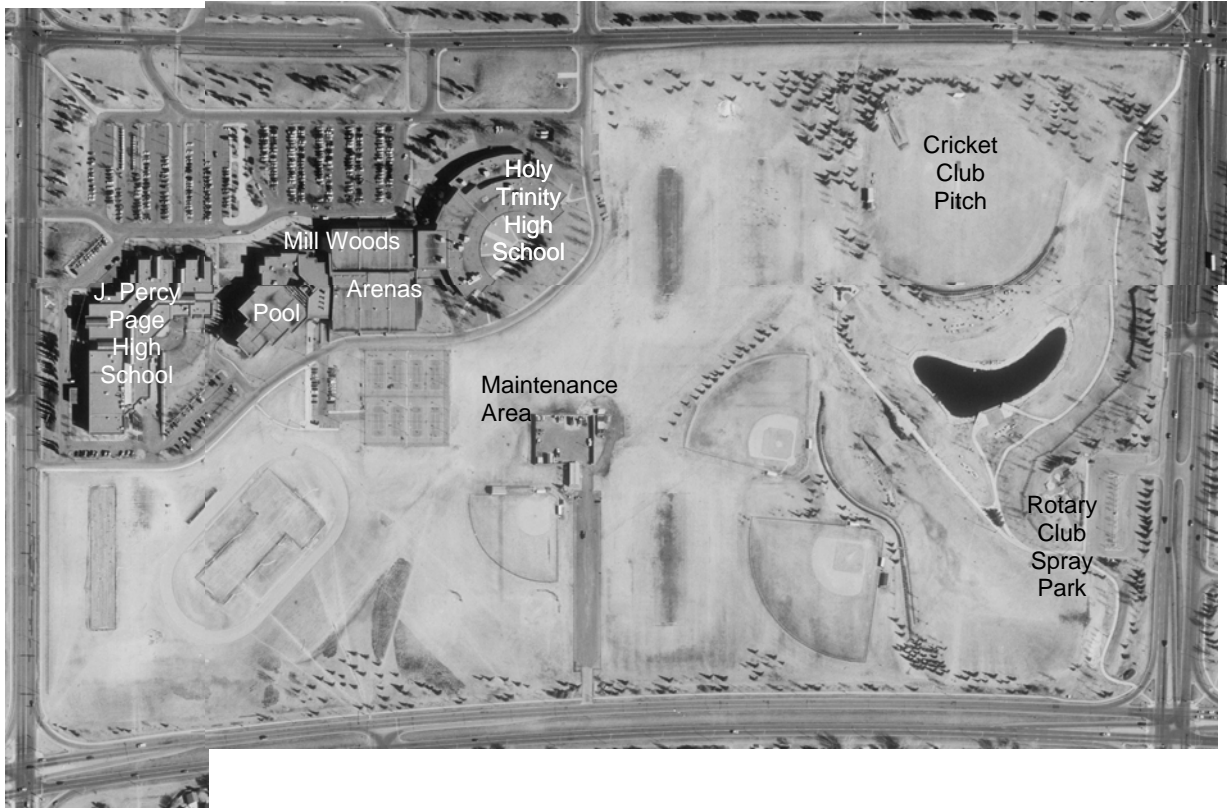 Cricket
Club
Pitch
Holy
Trinity
High
School
Mill Woods
Arenas
J. Percy
Page
High
School
Pool
Maintenance
Area
Rotary
Club
Spray
Park